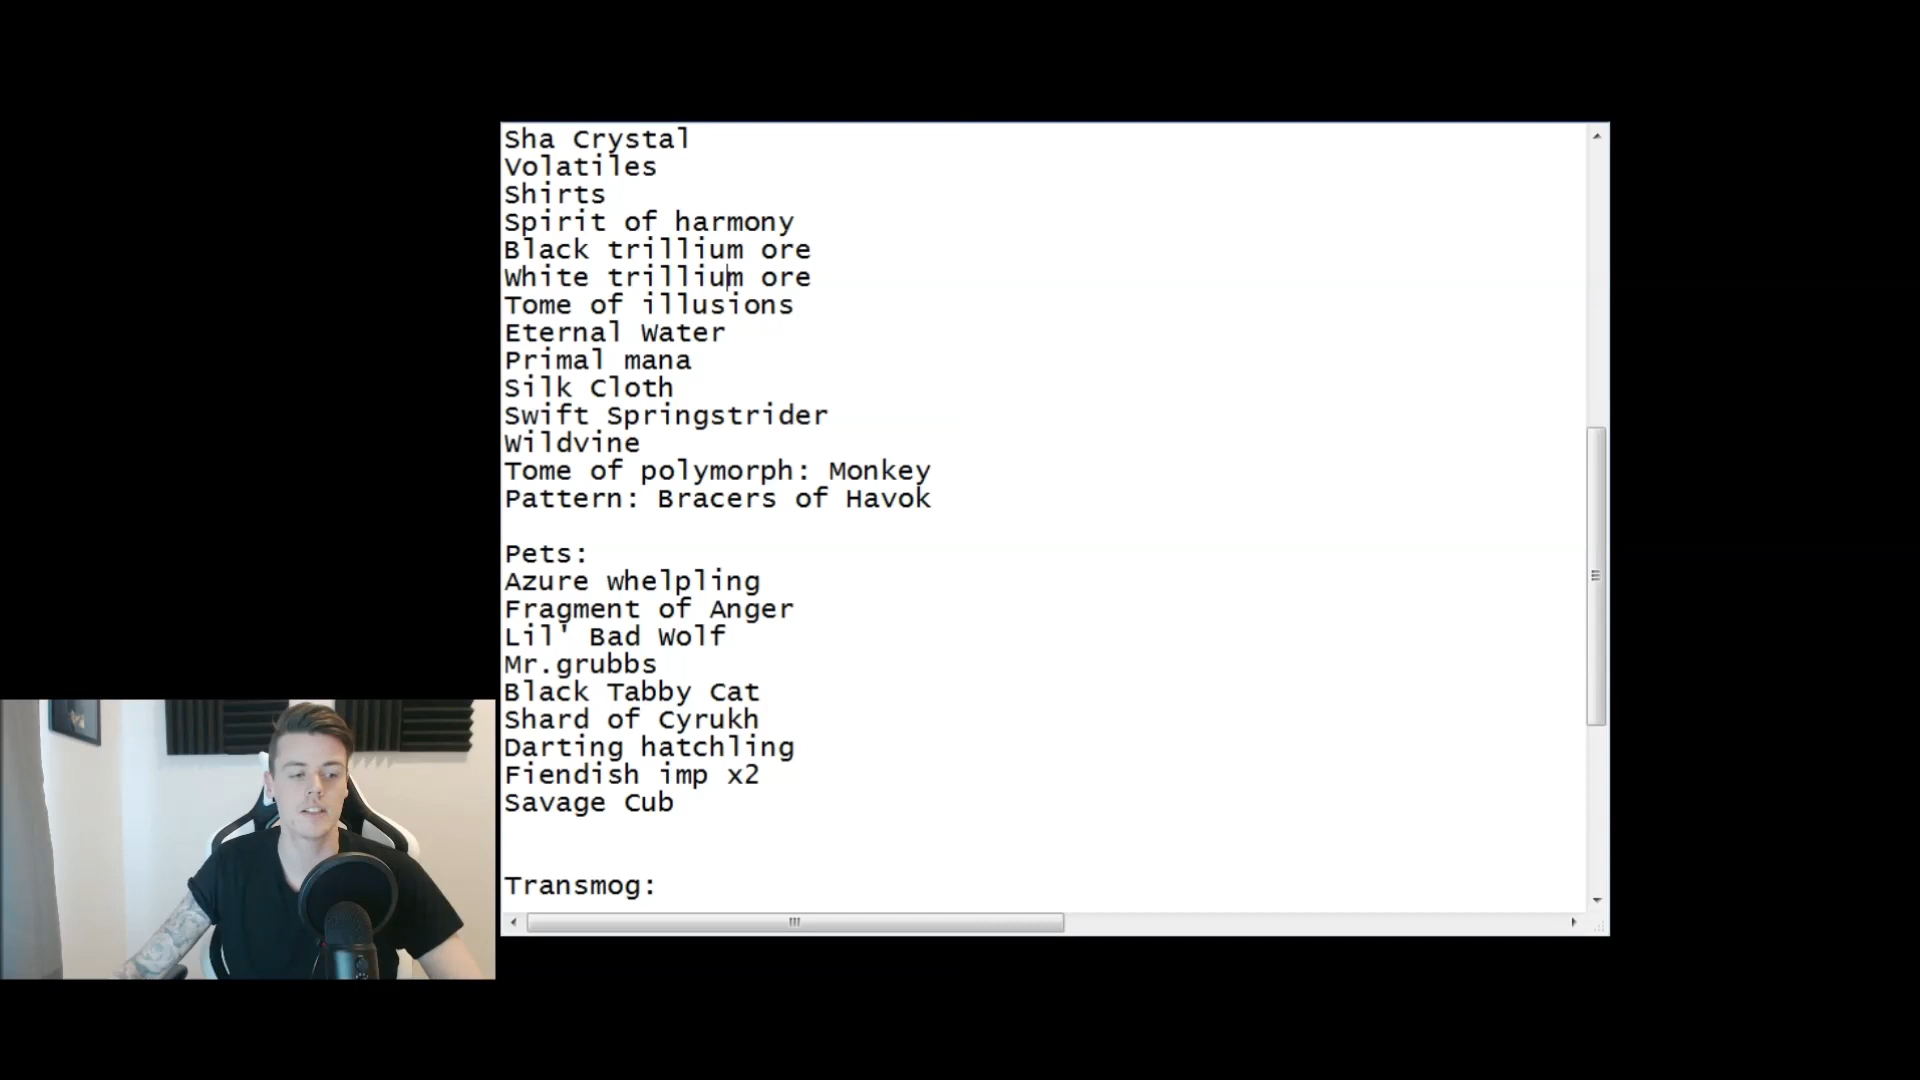 Sha Crystal
Volatiles
Shirts
Spirit of harmony
Black trillium ore
White trillium ore
Tome of illusions
Eternal Water
Primal mana
Silk Cloth
Swift Springstrider
Wildvine
Tome of polymorph: Monkey
Pattern: Bracers of Havok
Pets:
Azure whelpling
Fragment of Anger
Lil' Bad Wolf
Mr.grubbs
Black Tabby Cat
Shard of Cyrukh
Darting hatchling
Fiendish imp x2
Savage Cub
Transmog: